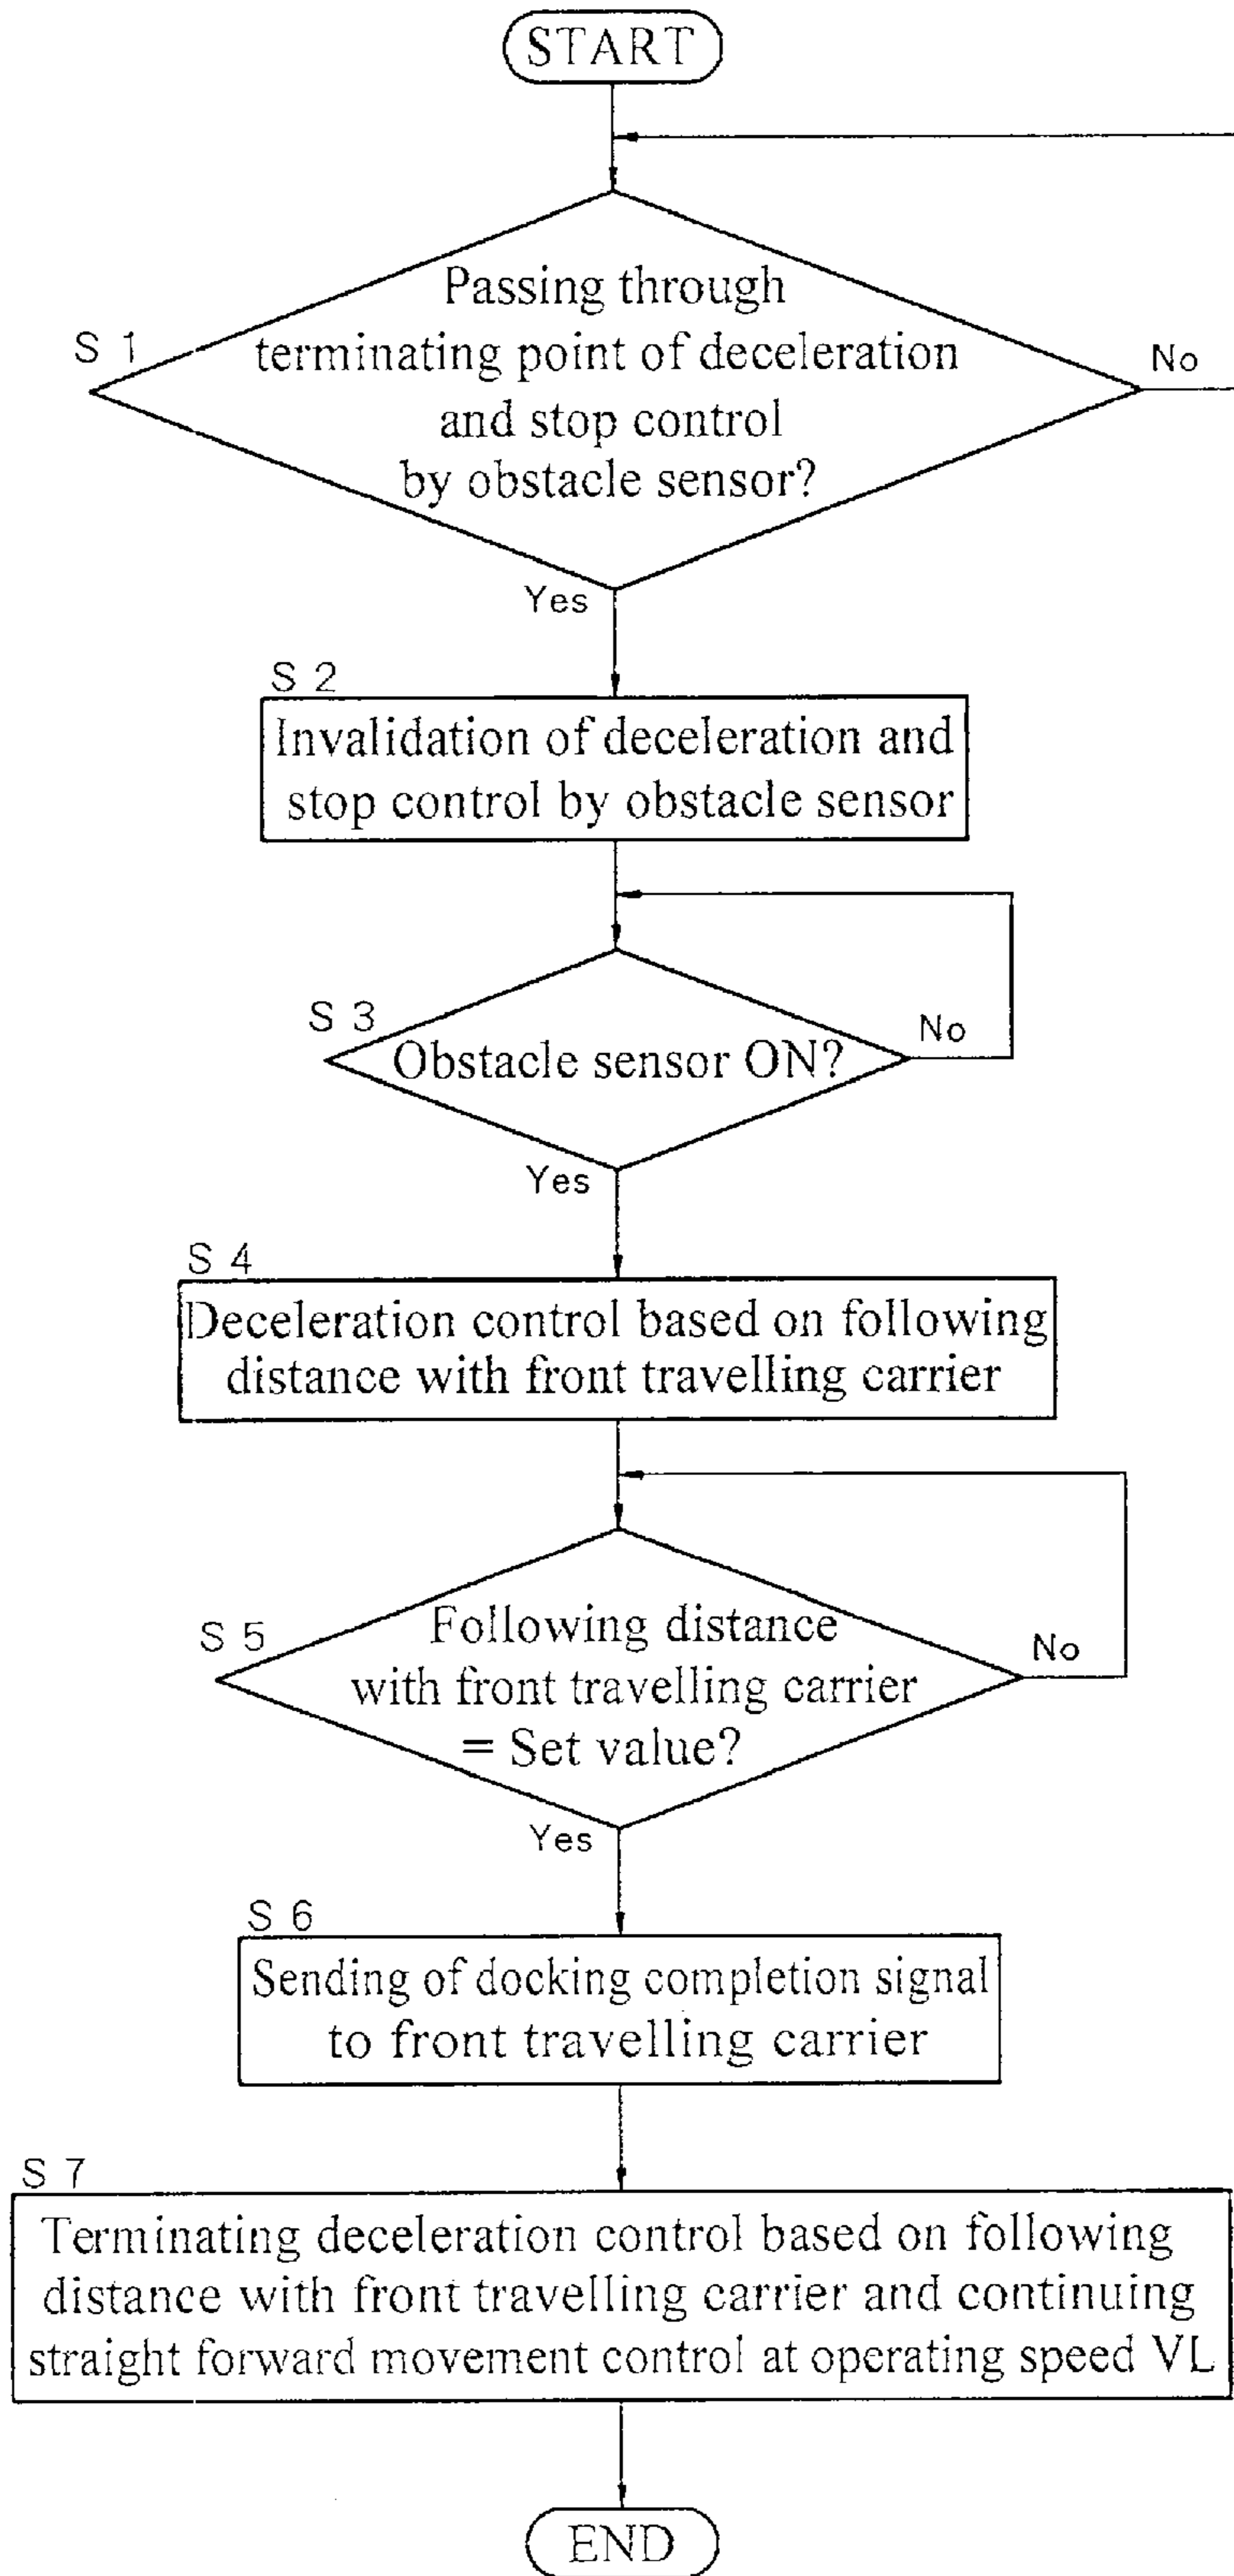 START
Passing through
terminating point of deceleration
and stop control
by obstacle sensor?
S 1
No
Yes
S 2
Invalidation of deceleration and
stop control by obstacle sensor
S 3
Obstacle sensor ON?
No
Yes
S 4
Deceleration control based on following
distance with front travelling carrier
S 5
Following distance
with front travelling carrier
= Set value?
No
Yes
S 6
Sending of docking completion signal
to front travelling carrier
S 7
Terminating deceleration control based on following
distance with front travelling carrier and continuing
straight forward movement control at operating speed VL
END